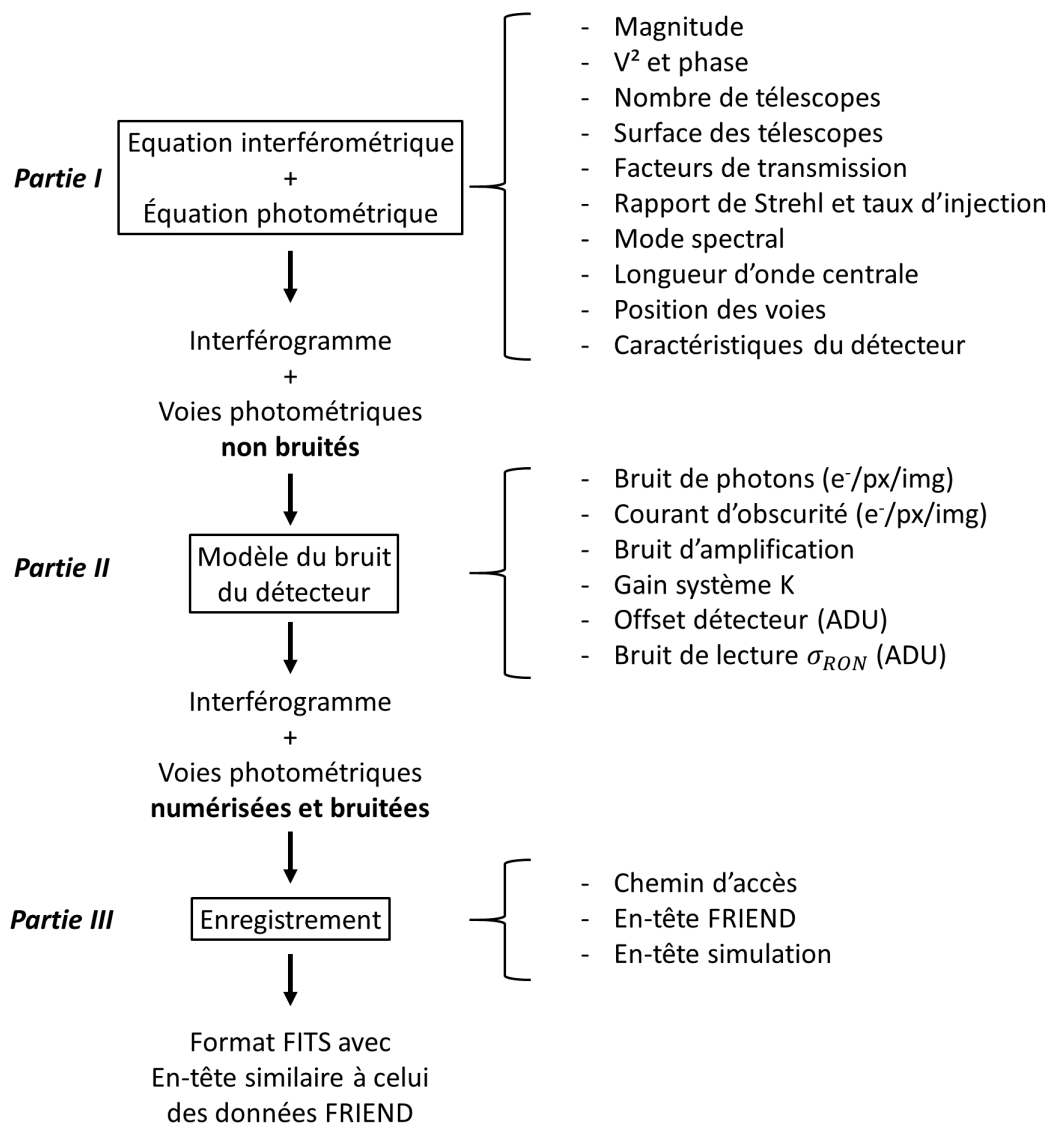 Partie I
Equation interférométrique
+
Équation photométrique
- Magnitude
- V² et phase
- Nombre de télescopes
- Surface des télescopes
- Facteurs de transmission
- Rapport de Strehl et taux d’injection
- Mode spectral
- Longueur d’onde centrale
- Position des voies
- Caractéristiques du détecteur
Interférogramme
+
Voies photométriques
non bruités
Partie II
Modèle du bruit
du détecteur
- Bruit de photons (e⁻/px/img)
- Courant d’obscurité (e⁻/px/img)
- Bruit d’amplification
- Gain système K
- Offset détecteur (ADU)
- Bruit de lecture σ_RON (ADU)
Interférogramme
+
Voies photométriques
numérisées et bruitées
Partie III
Enregistrement
- Chemin d’accès
- En-tête FRIEND
- En-tête simulation
Format FITS avec
En-tête similaire à celui
des données FRIEND